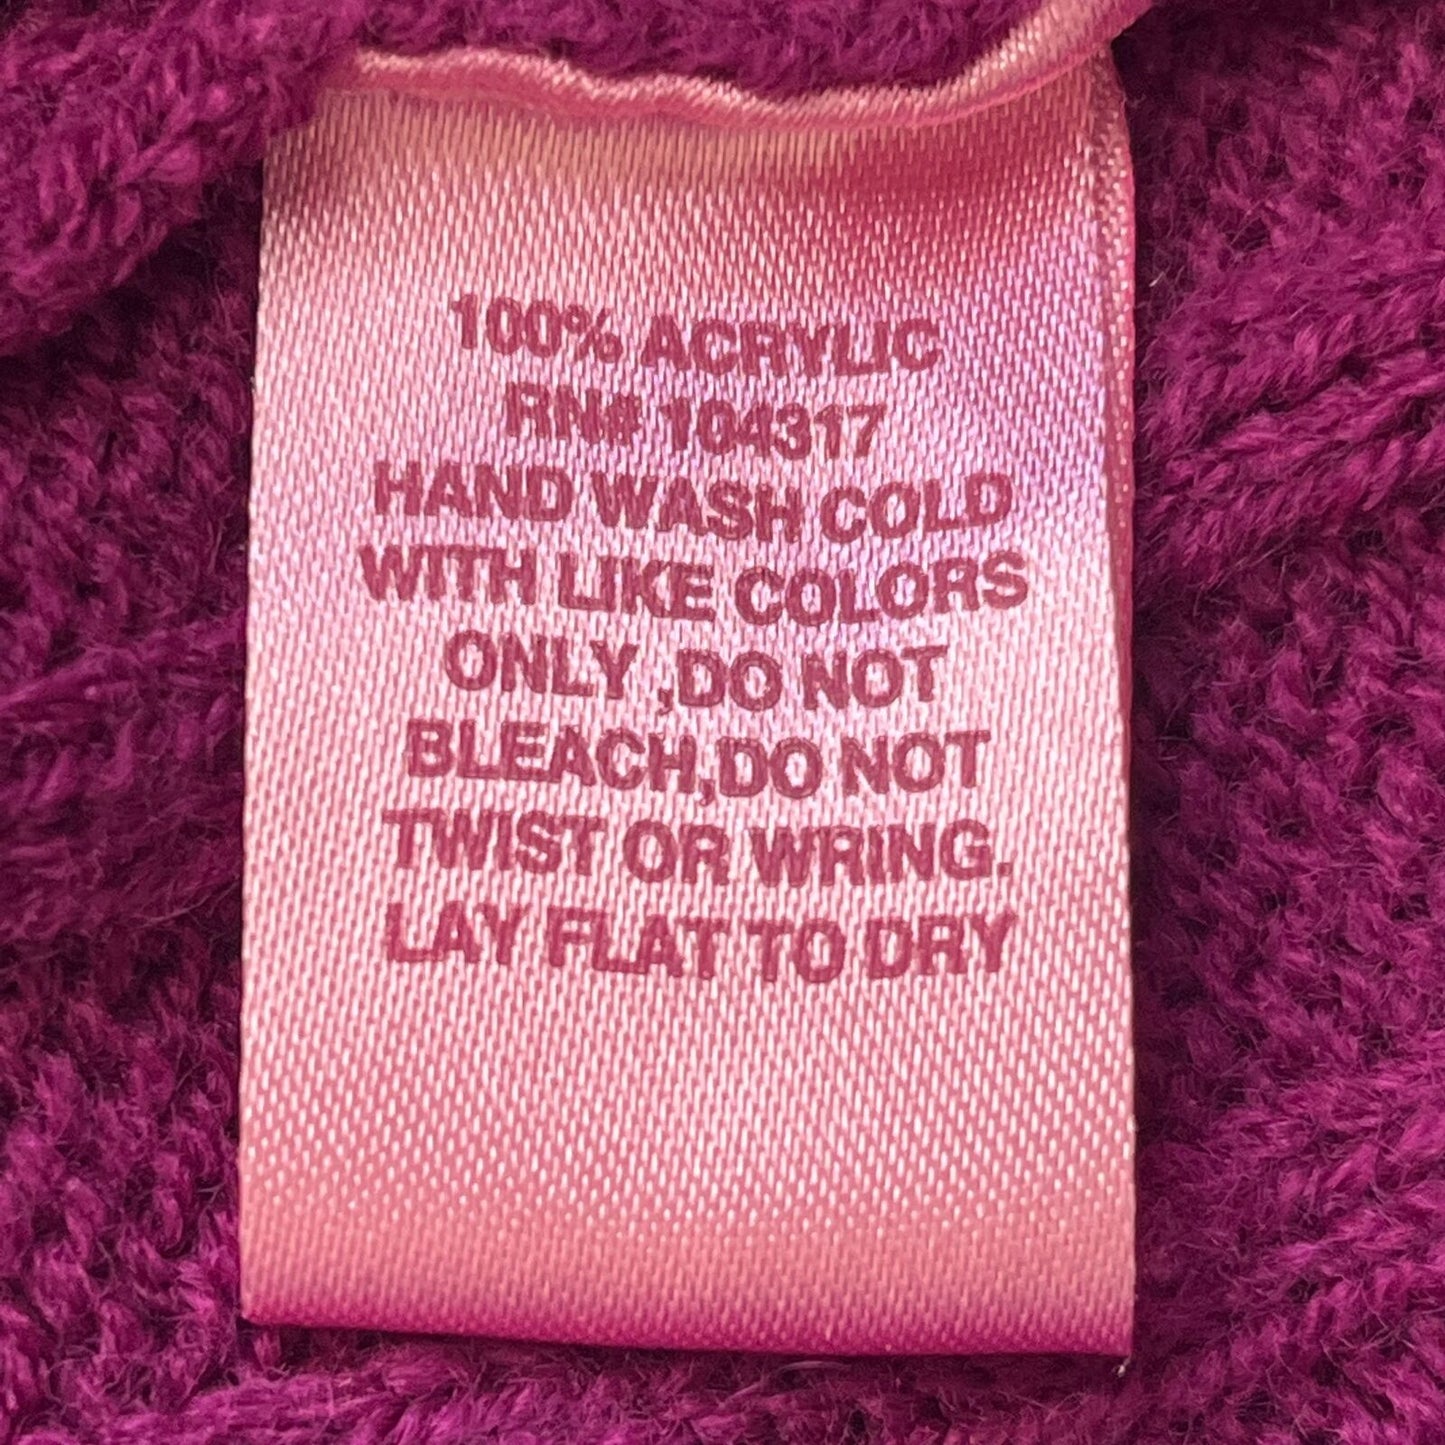 100% ACRYLIC
RN# 104317
HAND WASH COLD
WITH LIKE COLORS
ONLY ,DO NOT
BLEACH,DO NOT
TWIST OR WRING.
LAY FLAT TO DRY